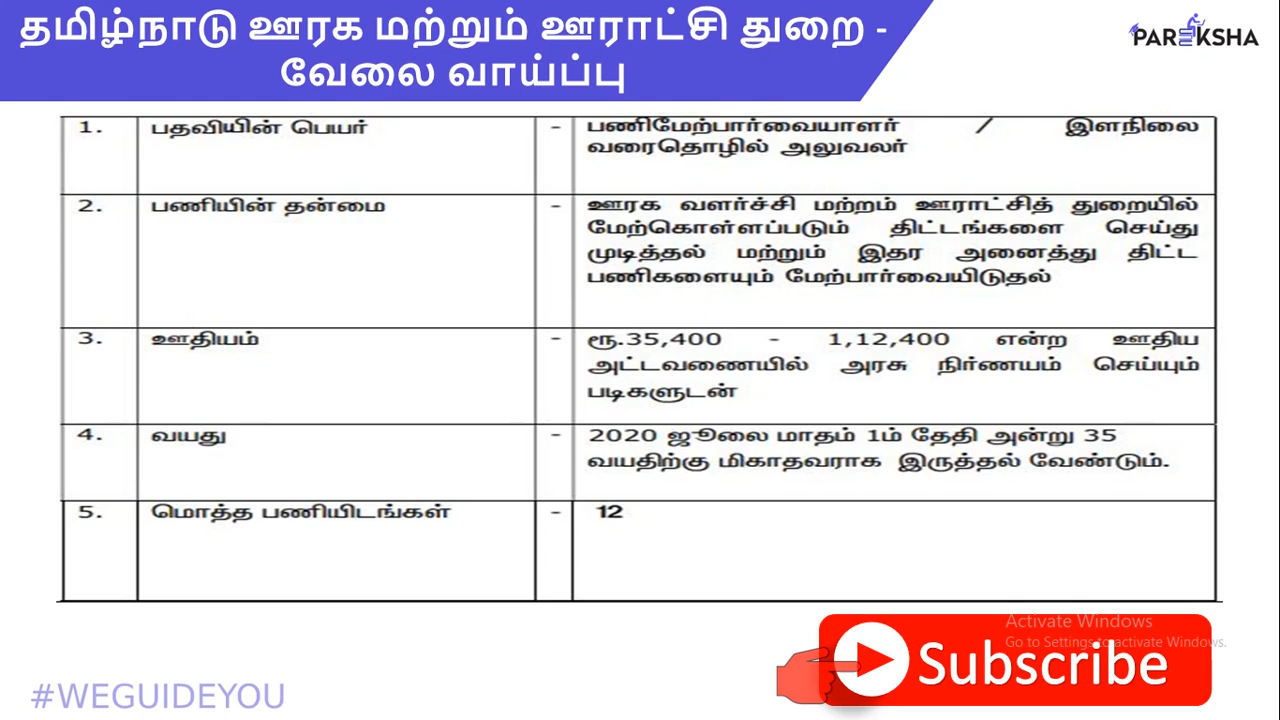 தமிழ்நாடு ஊரக மற்றும் ஊராட்சி துறை -
வேலை வாய்ப்பு
PAREEKSHA
1. பதவியின் பெயர் - பணிமேற்பார்வையாளர் / இளநிலை
வரைதொழில் அலுவலர்
2. பணியின் தன்மை - ஊரக வளர்ச்சி மற்றம் ஊராட்சித் துறையில்
மேற்கொள்ளப்படும் திட்டங்களை செய்து
முடித்தல் மற்றும் இதர அனைத்து திட்ட
பணிகளையும் மேற்பார்வையிடுதல்
3. ஊதியம் - ரூ.35,400 - 1,12,400 என்ற ஊதிய
அட்டவணையில் அரசு நிர்ணயம் செய்யும்
படிகளுடன்
4. வயது - 2020 ஜூலை மாதம் 1ம் தேதி அன்று 35
வயதிற்கு மிகாதவராக இருத்தல் வேண்டும்.
5. மொத்த பணியிடங்கள் - 12
Activate Windows
Go to Settings to activate Windows.
Subscribe
#WEGUIDEYOU